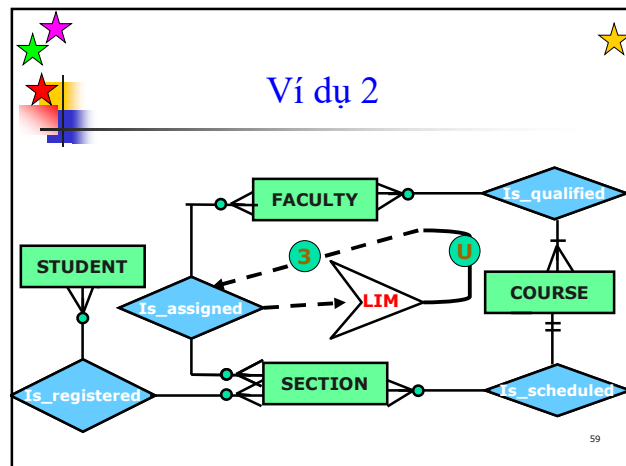 Ví dụ 2
FACULTY
Is_qualified
STUDENT
3
U
Is_assigned
LIM
COURSE
Is_registered
SECTION
Is_scheduled
59